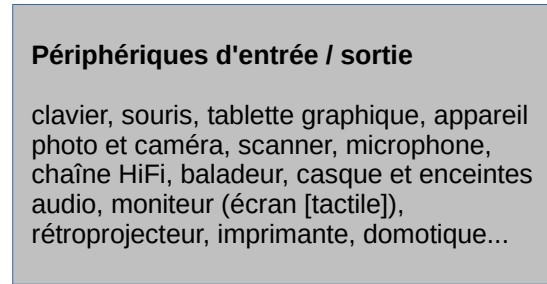 Périphériques d'entrée / sortie
clavier, souris, tablette graphique, appareil
photo et caméra, scanner, microphone,
chaîne HiFi, baladeur, casque et enceintes
audio, moniteur (écran [tactile]),
rétroprojecteur, imprimante, domotique...